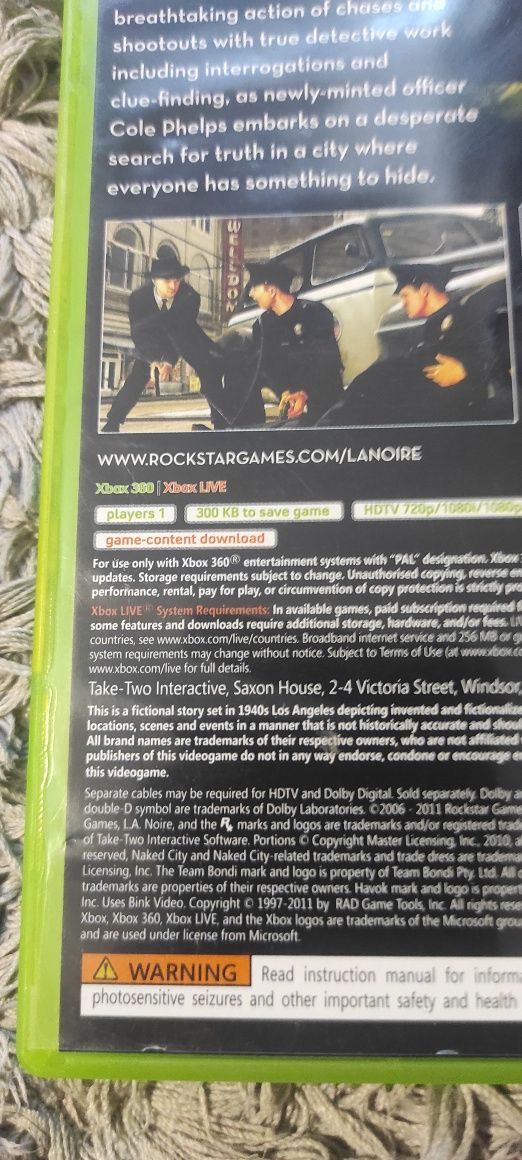 breathtaking action of chases and
shootouts with true detective work
including interrogations and
clue-finding, as newly-minted officer
Cole Phelps embarks on a desperate
search for truth in a city where
everyone has something to hide.
WELLDON
WWW.ROCKSTARGAMES.COM/LANOIRE
Xbox 360 | Xbox LIVE
players 1 300 KB to save game HDTV 720p/1080i/1080p
game-content download
For use only with Xbox 360® entertainment systems with “PAL” designation. Xbox
updates. Storage requirements subject to change. Unauthorised copying, reverse
performance, rental, pay for play, or circumvention of copy protection is strictly
Xbox LIVE® System Requirements: In available games, paid subscription required
some features and downloads require additional storage, hardware, and/or fees.
countries, see www.xbox.com/live/countries. Broadband internet service and 256 MB or
system requirements may change without notice. Subject to Terms of Use (at
www.xbox.com/live for full details.
Take-Two Interactive, Saxon House, 2-4 Victoria Street, Windsor,
This is a fictional story set in 1940s Los Angeles depicting invented and
locations, scenes and events in a manner that is not historically accurate and
All brand names are trademarks of their respective owners, who are not affiliated
publishers of this videogame do not in any way endorse, condone or encourage
this videogame.
Separate cables may be required for HDTV and Dolby Digital. Sold separately. Dolby
double-D symbol are trademarks of Dolby Laboratories. ©2006 - 2011 Rockstar
Games, L.A. Noire, and the R* marks and logos are trademarks and/or registered
of Take-Two Interactive Software. Portions © Copyright Master Licensing, Inc., 2010,
reserved, Naked City and Naked City-related trademarks and trade dress are
Licensing, Inc. The Team Bondi mark and logo is property of Team Bondi Pty. Ltd. All
trademarks are properties of their respective owners. Havok mark and logo is
Inc. Uses Bink Video. Copyright © 1997-2011 by RAD Game Tools, Inc. All rights
Xbox, Xbox 360, Xbox LIVE, and the Xbox logos are trademarks of the Microsoft
and are used under license from Microsoft.
WARNING Read instruction manual for
photosensitive seizures and other important safety and health